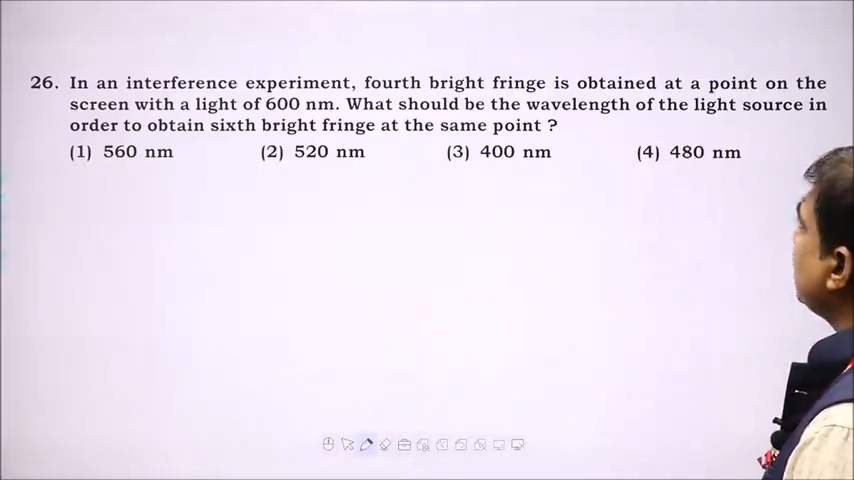 26. In an interference experiment, fourth bright fringe is obtained at a point on the
screen with a light of 600 nm. What should be the wavelength of the light source in
order to obtain sixth bright fringe at the same point ?
(1) 560 nm (2) 520 nm (3) 400 nm (4) 480 nm